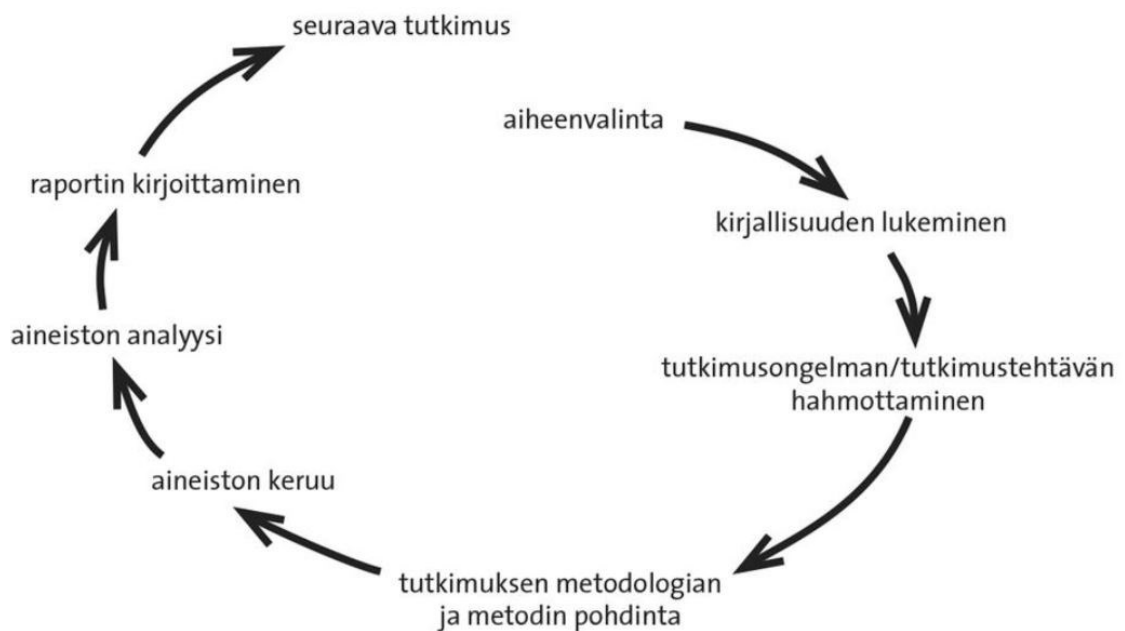 seuraava tutkimus
aiheenvalinta
kirjallisuuden lukeminen
tutkimusongelman/tutkimustehtävän
hahmottaminen
tutkimuksen metodologian
ja metodin pohdinta
aineiston keruu
aineiston analyysi
raportin kirjoittaminen